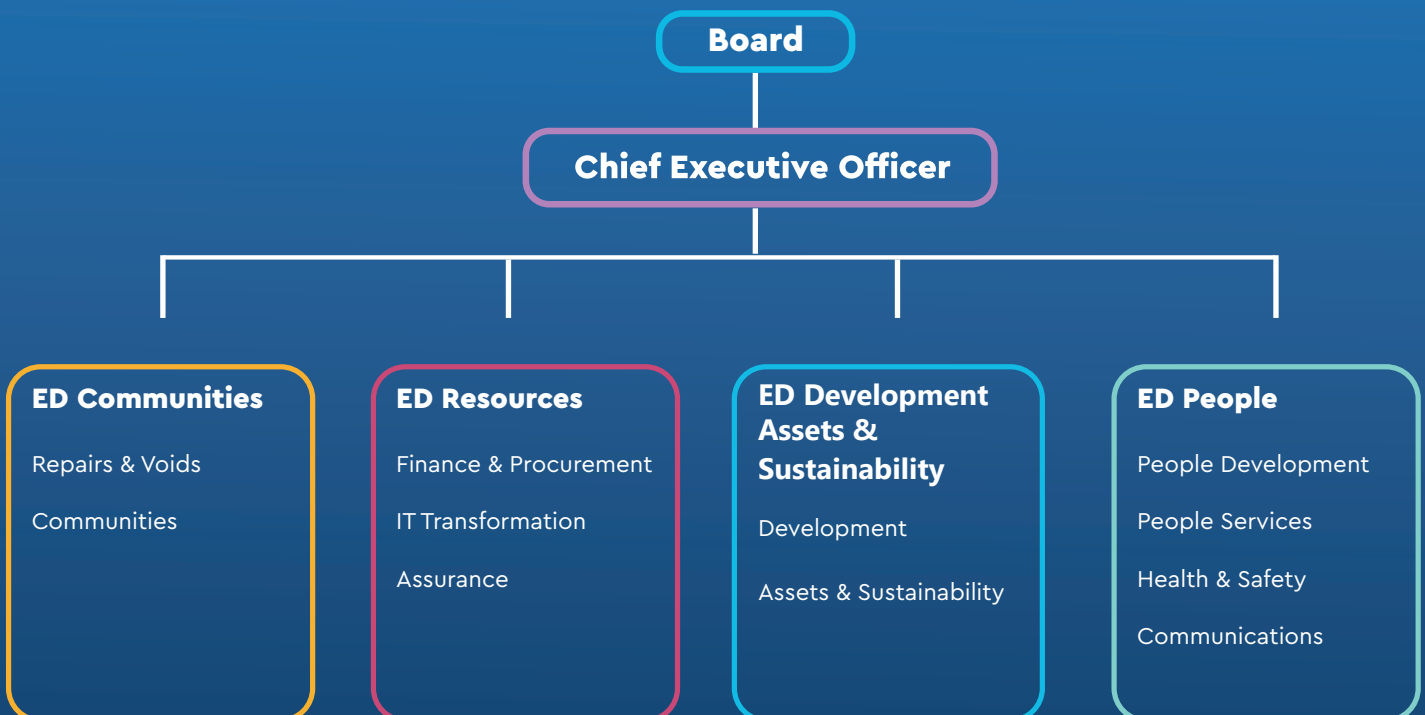 Board
Chief Executive Officer
ED Communities
Repairs & Voids
Communities
ED Resources
Finance & Procurement
IT Transformation
Assurance
ED Development
Assets &
Sustainability
Development
Assets & Sustainability
ED People
People Development
People Services
Health & Safety
Communications